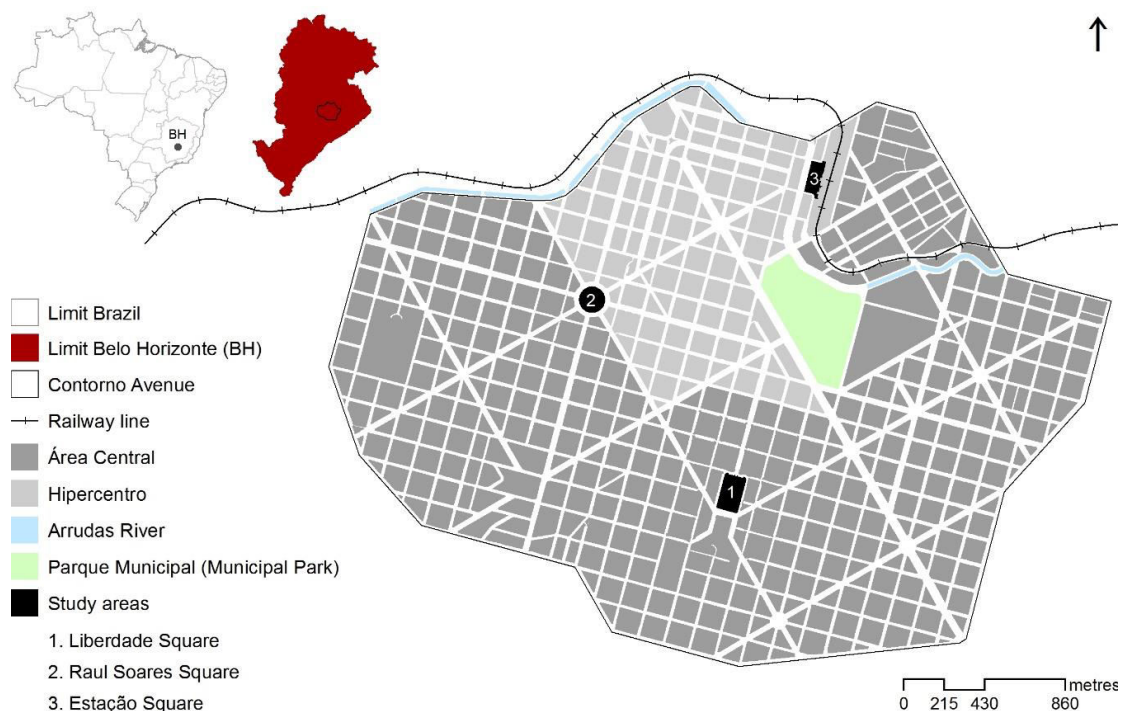 BH
3
2
1
Limit Brazil
Limit Belo Horizonte (BH)
Contorno Avenue
Railway line
Área Central
Hipercentro
Arrudas River
Parque Municipal (Municipal Park)
Study areas
1. Liberdade Square
2. Raul Soares Square
3. Estação Square
metres
0 215 430 860